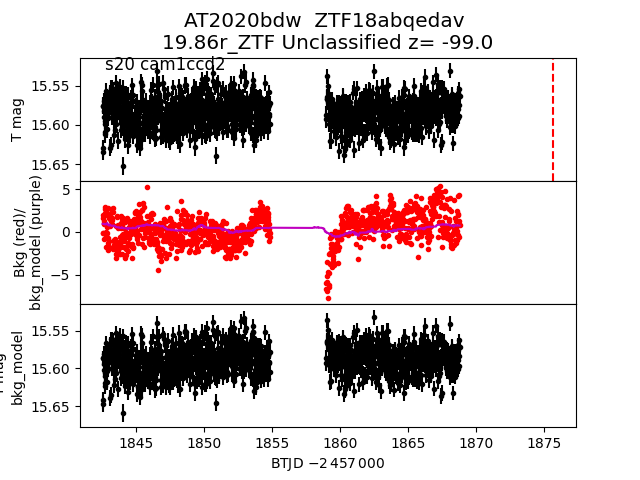 AT2020bdw ZTF18abqedav
19.86r_ZTF Unclassified z= -99.0
s20 cam1ccd2
T mag
15.55
15.60
15.65
Bkg (red)/
bkg_model (purple)
5
0
−5
bkg_model
15.55
15.60
15.65
1845 1850 1855 1860 1865 1870 1875
BTJD −2 457 000